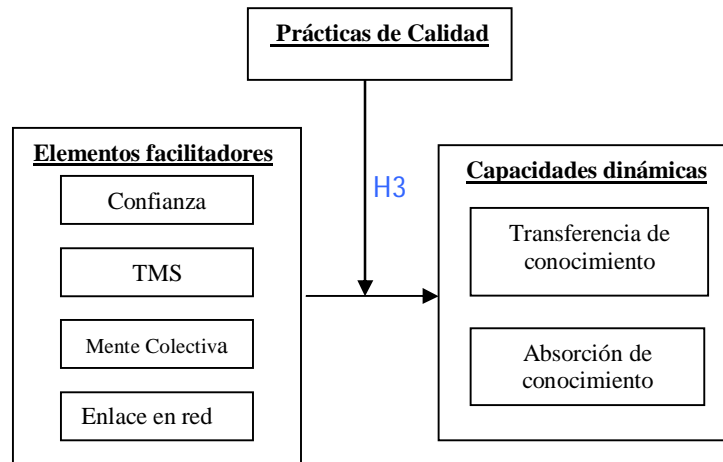 Prácticas de Calidad
Elementos facilitadores
Confianza
TMS
Mente Colectiva
Enlace en red
H3
Capacidades dinámicas
Transferencia de
conocimiento
Absorción de
conocimiento